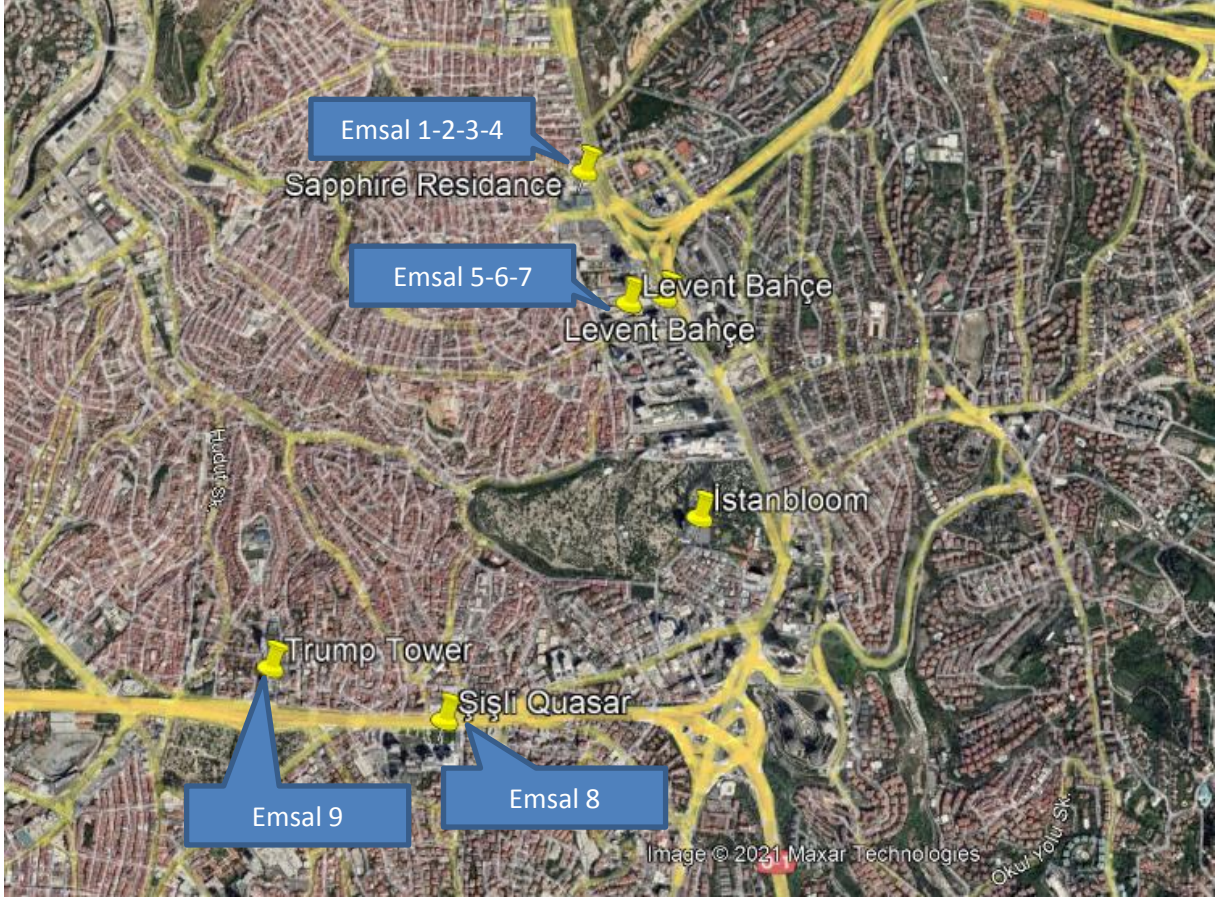 Emsal 1-2-3-4
Sapphire Residance
Emsal 5-6-7
Levent Bahçe
Levent Bahçe
Hudut Sk.
İstanbloom
Trump Tower
Şişli Quasar
Emsal 9
Emsal 8
Image © 2021 Maxar Technologies
Okul Yolu Sk.